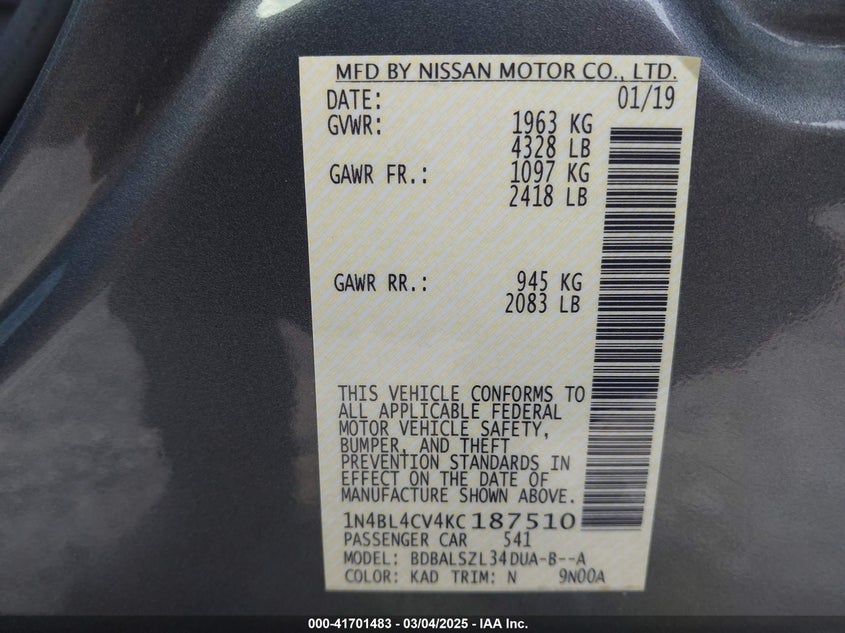 MFD BY NISSAN MOTOR CO., LTD.
DATE: 01/19
GVWR: 1963 KG
4328 LB
GAWR FR.: 1097 KG
2418 LB
GAWR RR.: 945 KG
2083 LB
THIS VEHICLE CONFORMS TO
ALL APPLICABLE FEDERAL
MOTOR VEHICLE SAFETY,
BUMPER, AND THEFT
PREVENTION STANDARDS IN
EFFECT ON THE DATE OF
MANUFACTURE SHOWN ABOVE.
1N4BL4CV4KC187510
PASSENGER CAR 541
MODEL: BDBALSZL34DUA-B--A
COLOR: KAD TRIM: N 9N00A
000-41701483 - 03/04/2025 - IAA Inc.